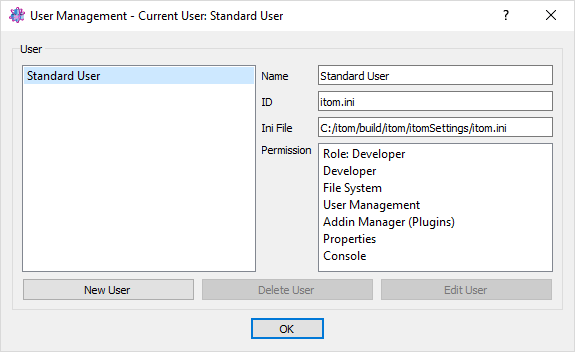 User Management - Current User: Standard User
?
User
Standard User
Name
Standard User
ID
itom.ini
Ini File
C:/itom/build/itom/itomSettings/itom.ini
Permission
Role: Developer
Developer
File System
User Management
Addin Manager (Plugins)
Properties
Console
New User
Delete User
Edit User
OK